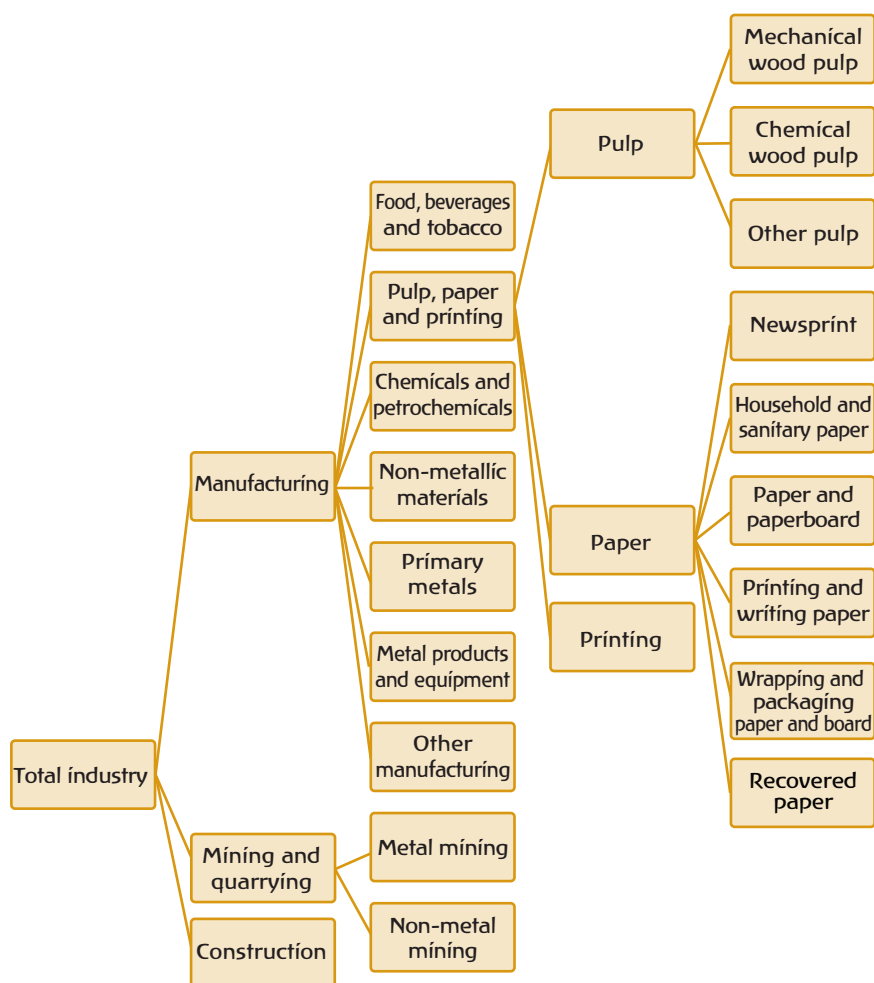 Mechanical
wood pulp
Chemical
wood pulp
Other pulp
Pulp
Food, beverages
and tobacco
Pulp, paper
and printing
Chemicals and
petrochemicals
Non-metallic
materials
Primary
metals
Metal products
and equipment
Other
manufacturing
Manufacturing
Newsprint
Household and
sanitary paper
Paper and
paperboard
Printing and
writing paper
Wrapping and
packaging
paper and board
Recovered
paper
Paper
Printing
Total industry
Mining and
quarrying
Construction
Metal mining
Non-metal
mining